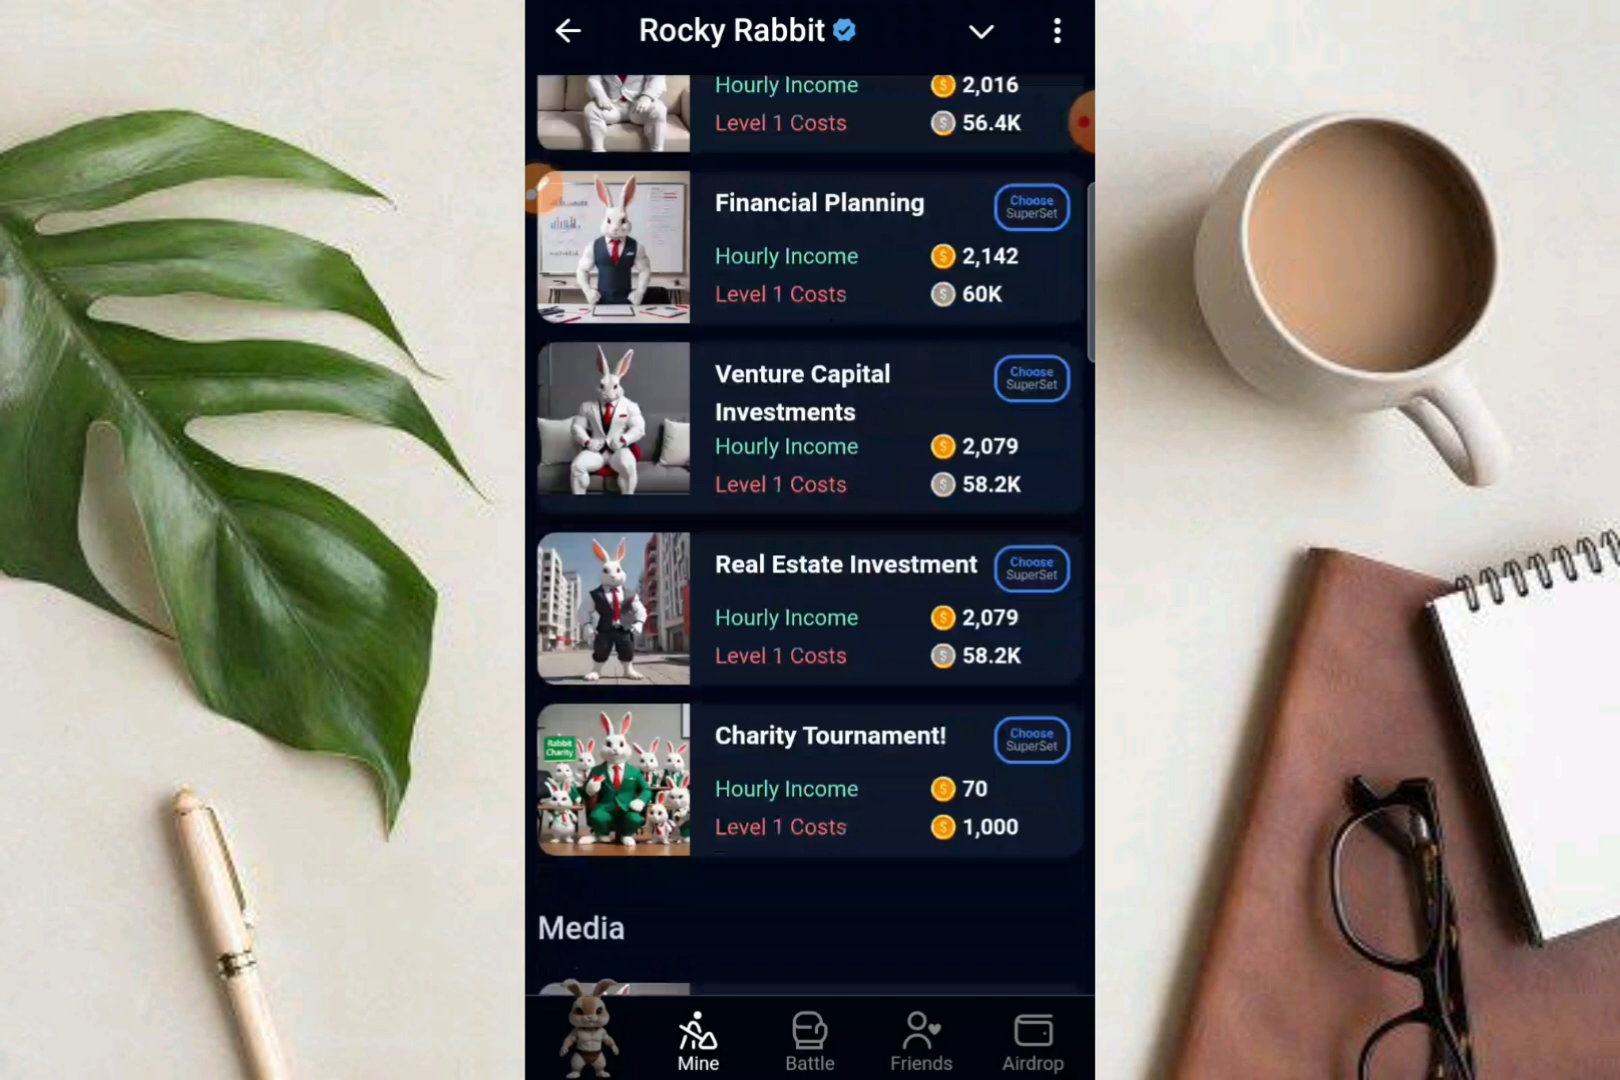 Rocky Rabbit
Hourly Income 2,016
Level 1 Costs 56.4K
Financial Planning Choose SuperSet
Hourly Income 2,142
Level 1 Costs 60K
Venture Capital Investments Choose SuperSet
Hourly Income 2,079
Level 1 Costs 58.2K
Real Estate Investment Choose SuperSet
Hourly Income 2,079
Level 1 Costs 58.2K
Rabbit Charity
Charity Tournament! Choose SuperSet
Hourly Income 70
Level 1 Costs 1,000
Media
Mine Battle Friends Airdrop